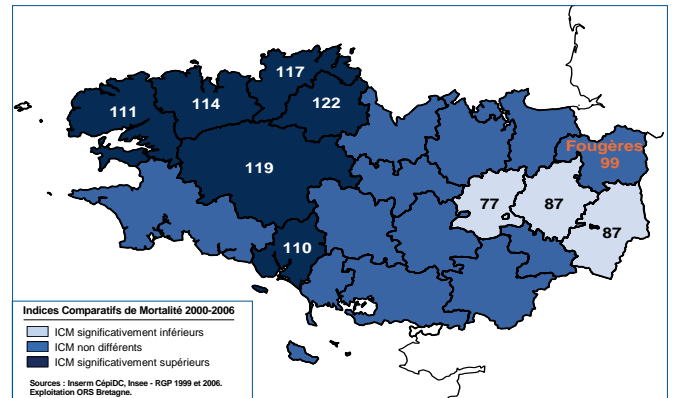 117
122
114
111
Fougères
99
119
77
87
87
110
Indices Comparatifs de Mortalité 2000-2006
ICM significativement inférieurs
ICM non différents
ICM significativement supérieurs
Sources : Inserm CépiDC, Insee - RGP 1999 et 2006.
Exploitation ORS Bretagne.